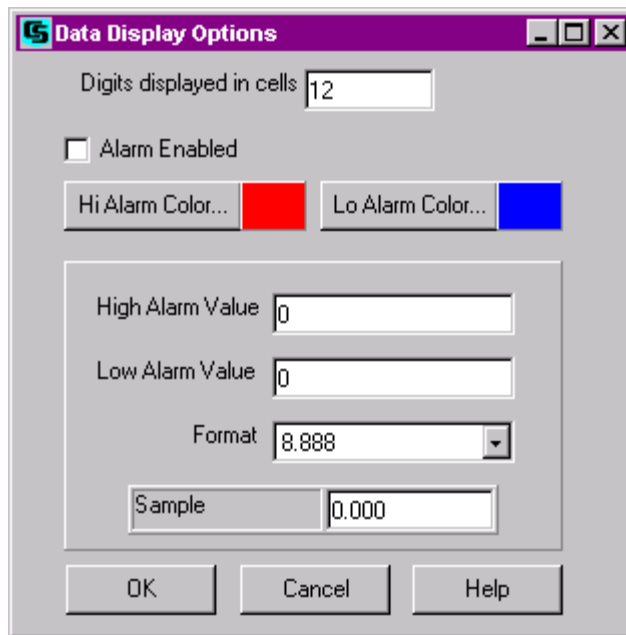 Data Display Options
Digits displayed in cells 12
Alarm Enabled
Hi Alarm Color... Lo Alarm Color...
High Alarm Value 0
Low Alarm Value 0
Format 8.888
Sample 0.000
OK Cancel Help